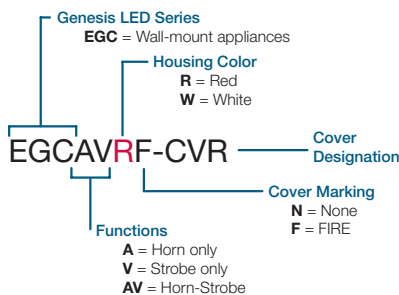 Genesis LED Series
EGC = Wall-mount appliances
Housing Color
R = Red
W = White
EGCAVRF-CVR
Cover
Designation
Cover Marking
N = None
F = FIRE
Functions
A = Horn only
V = Strobe only
AV = Horn-Strobe